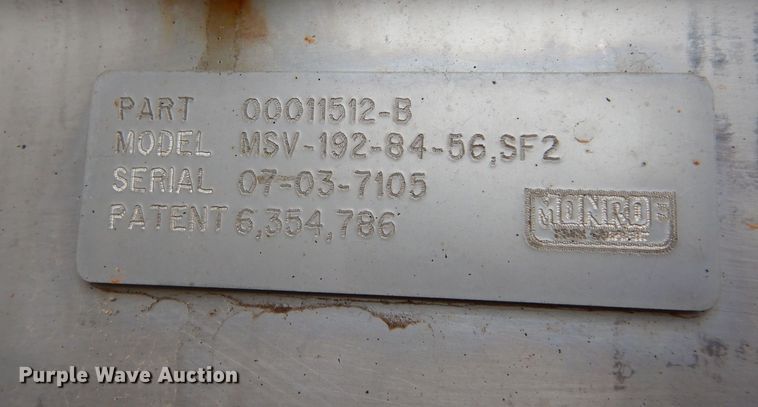 PART 00011512-B
MODEL MSV-192-84-56,SF2
SERIAL 07-03-7105
PATENT 6,354,786
MONROE
Purple Wave Auction